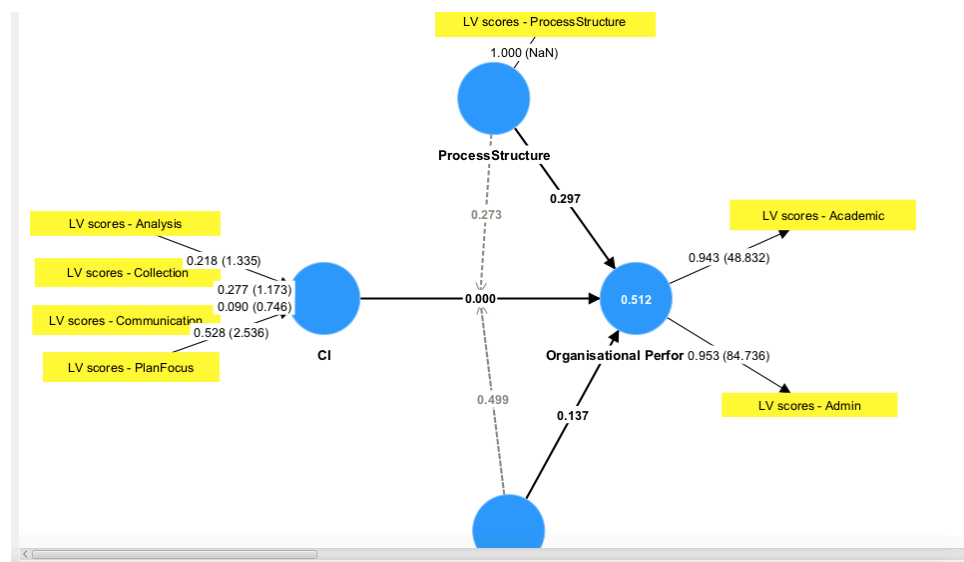 LV scores - ProcessStructure
1.000 (NaN)
ProcessStructure
0.297
0.273
LV scores - Analysis
0.218 (1.335)
LV scores - Collection
0.277 (1.173)
0.090 (0.746)
LV scores - Communication
0.528 (2.536)
LV scores - PlanFocus
CI
0.000
0.512
Organisational Perfor
LV scores - Academic
0.943 (48.832)
0.953 (84.736)
LV scores - Admin
0.499
0.137